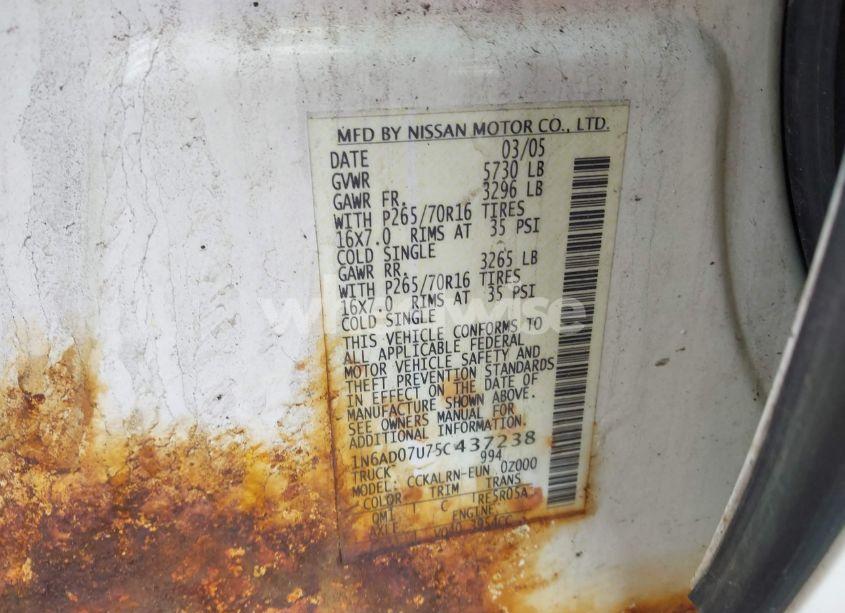 MFD BY NISSAN MOTOR CO., LTD.
DATE 03/05
GVWR 5730 LB
GAWR FR. 3296 LB
WITH P265/70R16 TIRES
16X7.0 RIMS AT 35 PSI
COLD SINGLE
GAWR RR. 3265 LB
WITH P265/70R16 TIRES
16X7.0 RIMS AT 35 PSI
COLD SINGLE
THIS VEHICLE CONFORMS TO
ALL APPLICABLE FEDERAL
MOTOR VEHICLE SAFETY AND
THEFT PREVENTION STANDARDS
IN EFFECT ON THE DATE OF
MANUFACTURE SHOWN ABOVE.
SEE OWNERS MANUAL FOR
ADDITIONAL INFORMATION.
1N6AD07U75C437238
TRUCK 994
MODEL: CCKALRN-EUN 0Z000
COLOR TRIM TRANS
QM1 C RE5R05A
AXLE ENGINE